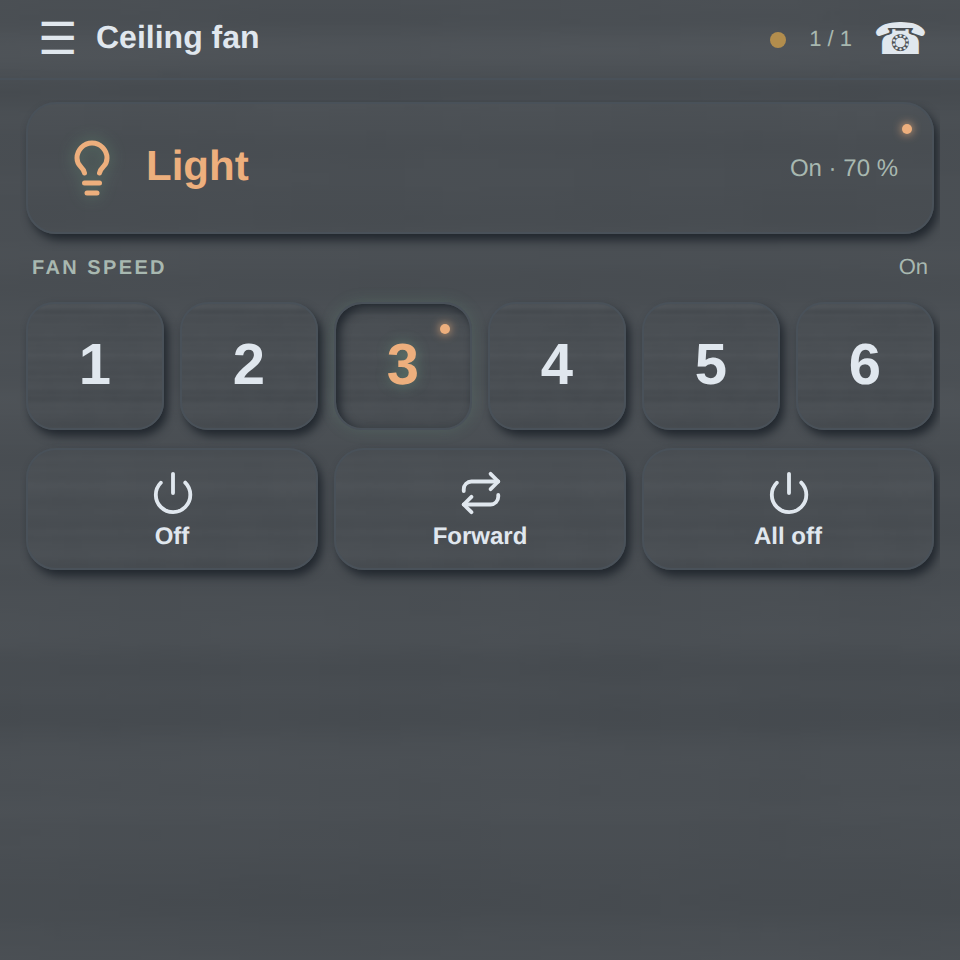 Ceiling fan
1 / 1
Light
On · 70 %
FAN SPEED
On
1 2 3 4 5 6
Off
Forward
All off